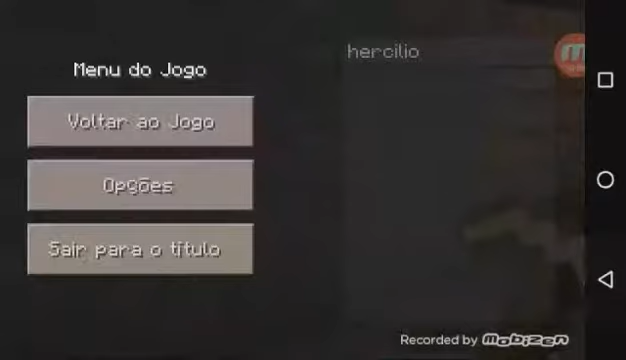 hercilio
Menu do Jogo
Voltar ao Jogo
Opções
Sair para o título
Recorded by Mobizen